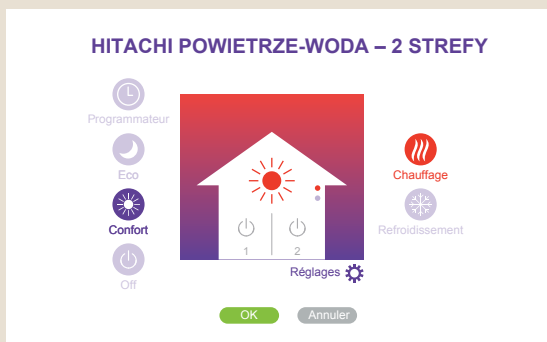 HITACHI POWIETRZE-WODA – 2 STREFY
Programmateur
Eco
Confort
Off
1 2
Réglages
Chauffage
Refroidissement
OK Annuler